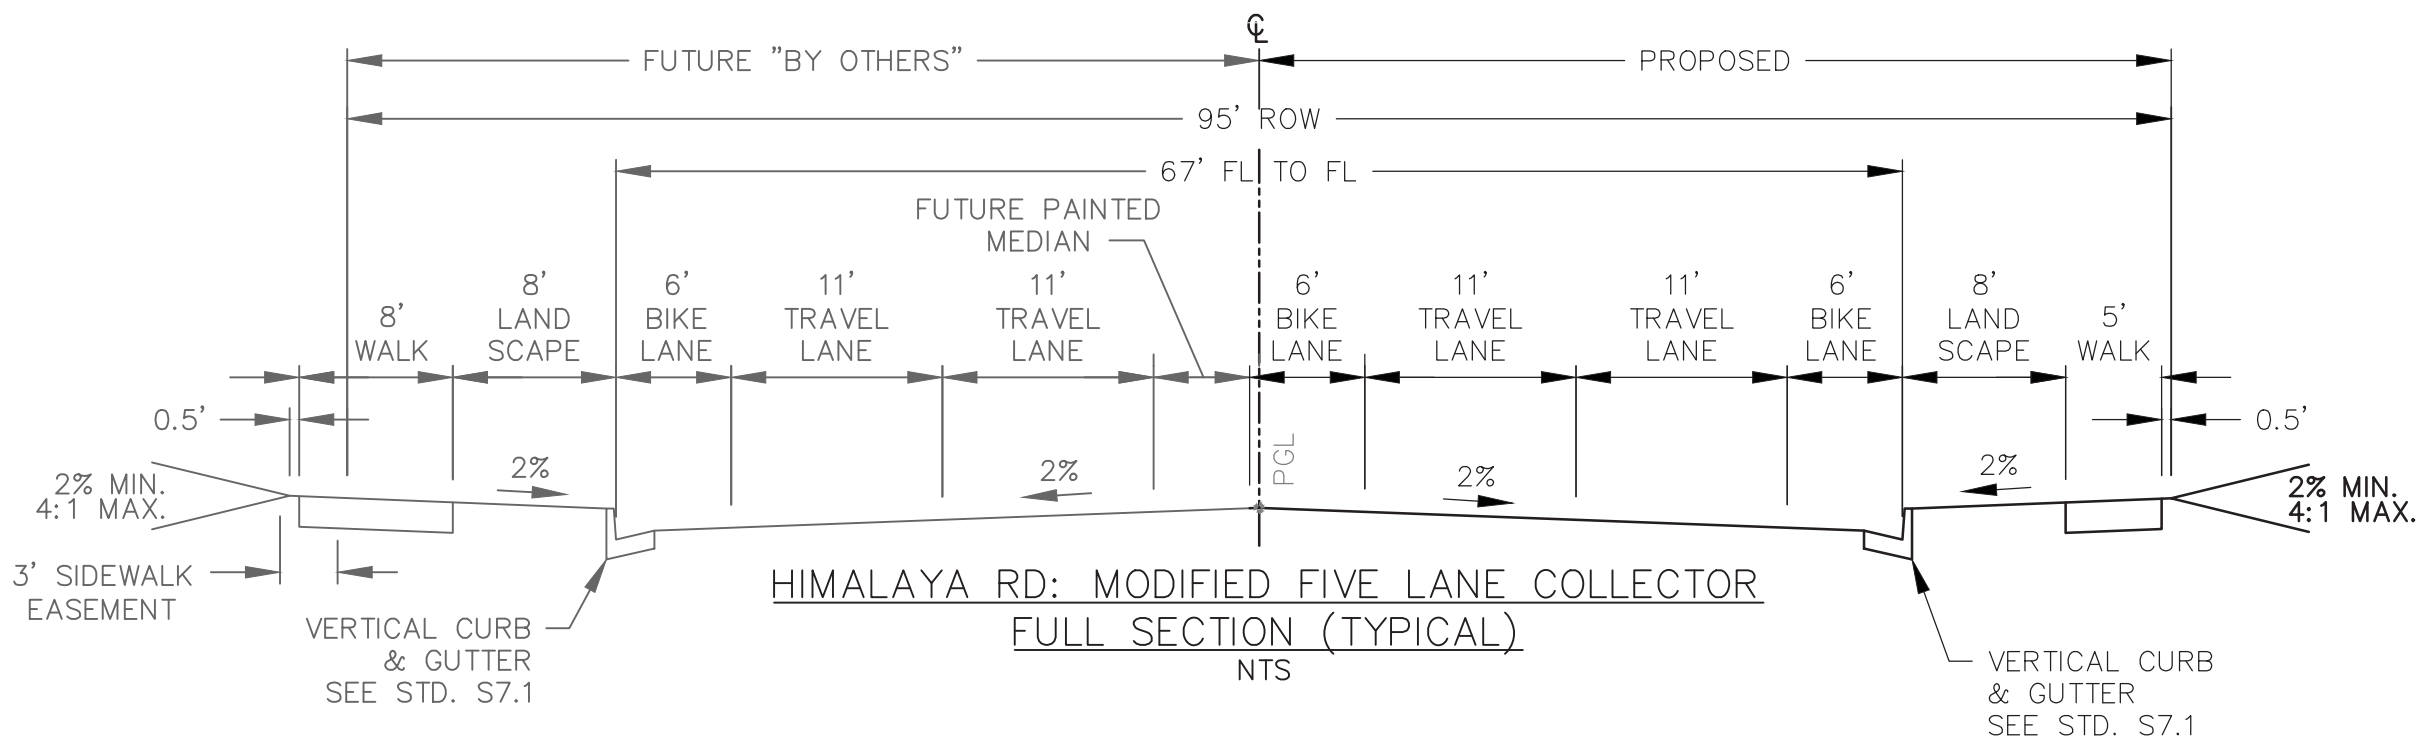 ℄
FUTURE "BY OTHERS"
PROPOSED
95' ROW
67' FL TO FL
FUTURE PAINTED
MEDIAN
8'
WALK
8'
LAND
SCAPE
6'
BIKE
LANE
11'
TRAVEL
LANE
11'
TRAVEL
LANE
6'
BIKE
LANE
11'
TRAVEL
LANE
11'
TRAVEL
LANE
6'
BIKE
LANE
8'
LAND
SCAPE
5'
WALK
0.5'
0.5'
2% MIN.
4:1 MAX.
2%
2%
PGL
2%
2%
2% MIN.
4:1 MAX.
3' SIDEWALK
EASEMENT
VERTICAL CURB
& GUTTER
SEE STD. S7.1
HIMALAYA RD: MODIFIED FIVE LANE COLLECTOR
FULL SECTION (TYPICAL)
NTS
VERTICAL CURB
& GUTTER
SEE STD. S7.1